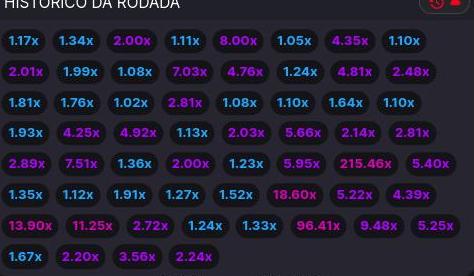 HISTÓRICO DA RODADA
1.17x 1.34x 2.00x 1.11x 8.00x 1.05x 4.35x 1.10x
2.01x 1.99x 1.08x 7.03x 4.76x 1.24x 4.81x 2.48x
1.81x 1.76x 1.02x 2.81x 1.08x 1.10x 1.64x 1.10x
1.93x 4.25x 4.92x 1.13x 2.03x 5.66x 2.14x 2.81x
2.89x 7.51x 1.36x 2.00x 1.23x 5.95x 215.46x 5.40x
1.35x 1.12x 1.91x 1.27x 1.52x 18.60x 5.22x 4.39x
13.90x 11.25x 2.72x 1.24x 1.33x 96.41x 9.48x 5.25x
1.67x 2.20x 3.56x 2.24x